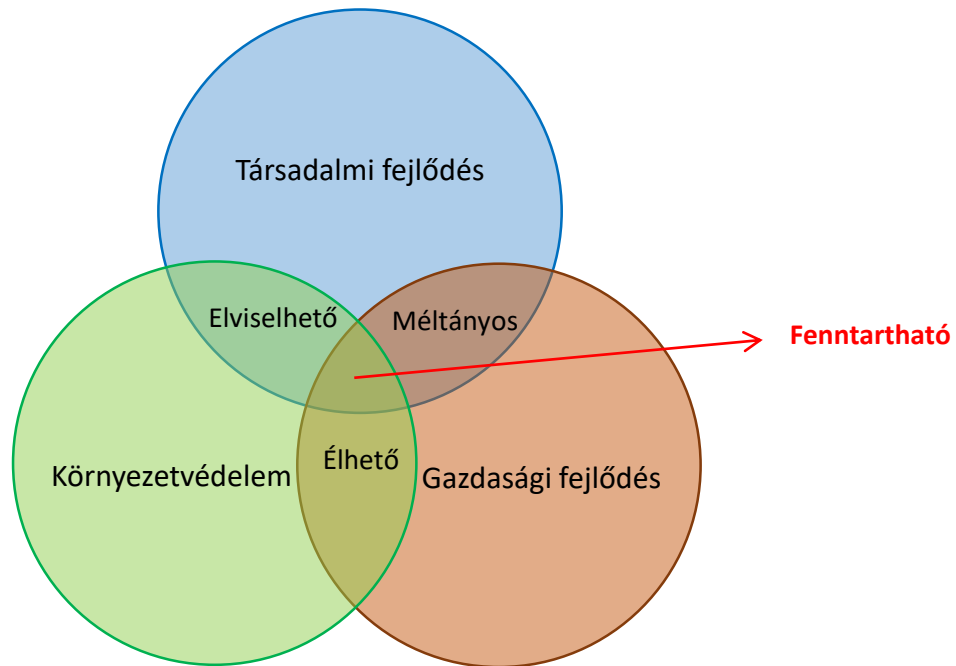 Társadalmi fejlődés
Elviselhető
Méltányos
Fenntartható
Környezetvédelem
Élhető
Gazdasági fejlődés